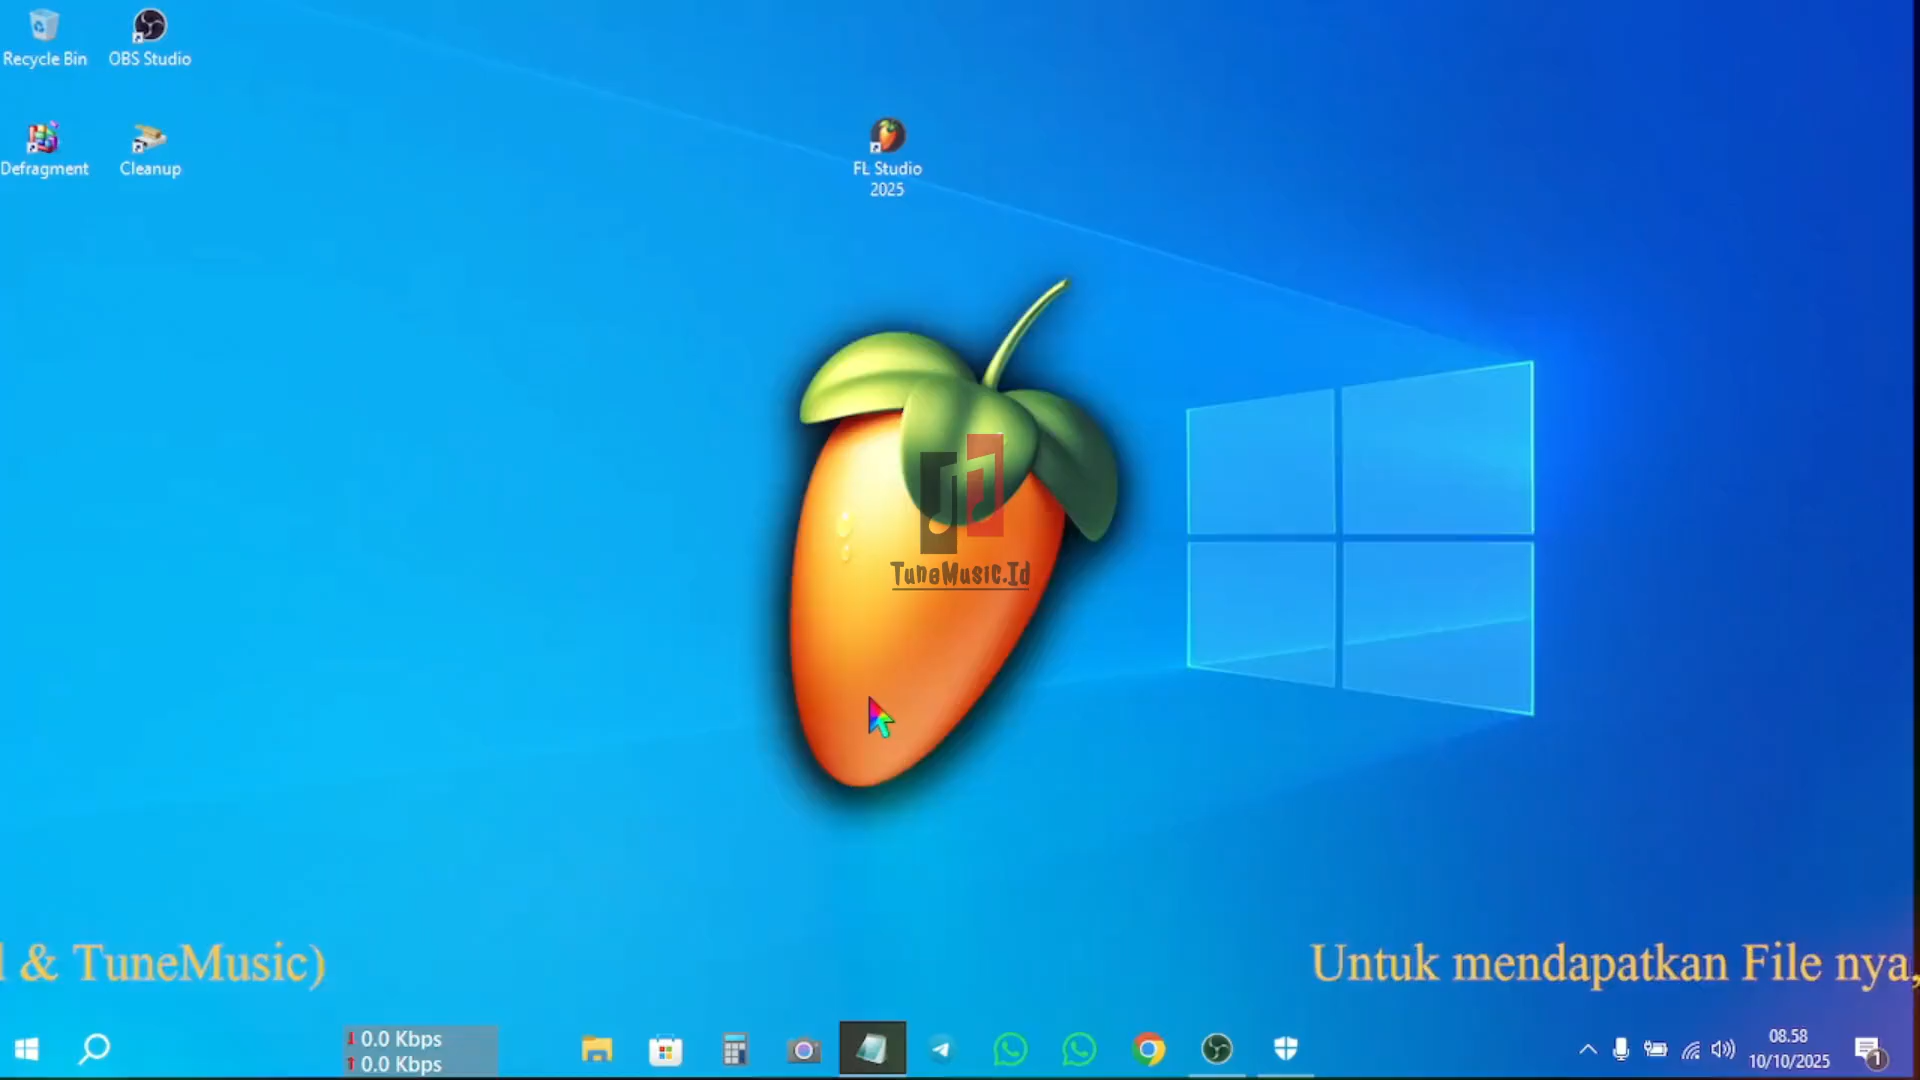 Recycle Bin
OBS Studio
Defragment
Cleanup
FL Studio
2025
TuneMusic.Id
& TuneMusic)
Untuk mendapatkan File nya,
0.0 Kbps
0.0 Kbps
08.58
10/10/2025
1